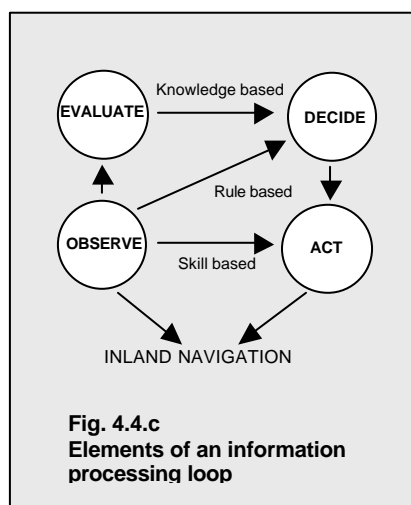 Knowledge based
EVALUATE
DECIDE
Rule based
OBSERVE
ACT
Skill based
INLAND NAVIGATION
Fig. 4.4.c
Elements of an information
processing loop